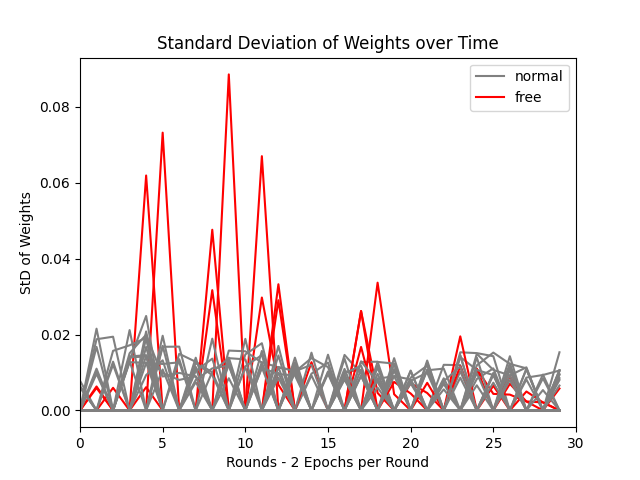 Standard Deviation of Weights over Time
normal
free
StD of Weights
0.08
0.06
0.04
0.02
0.00
0 5 10 15 20 25 30
Rounds - 2 Epochs per Round